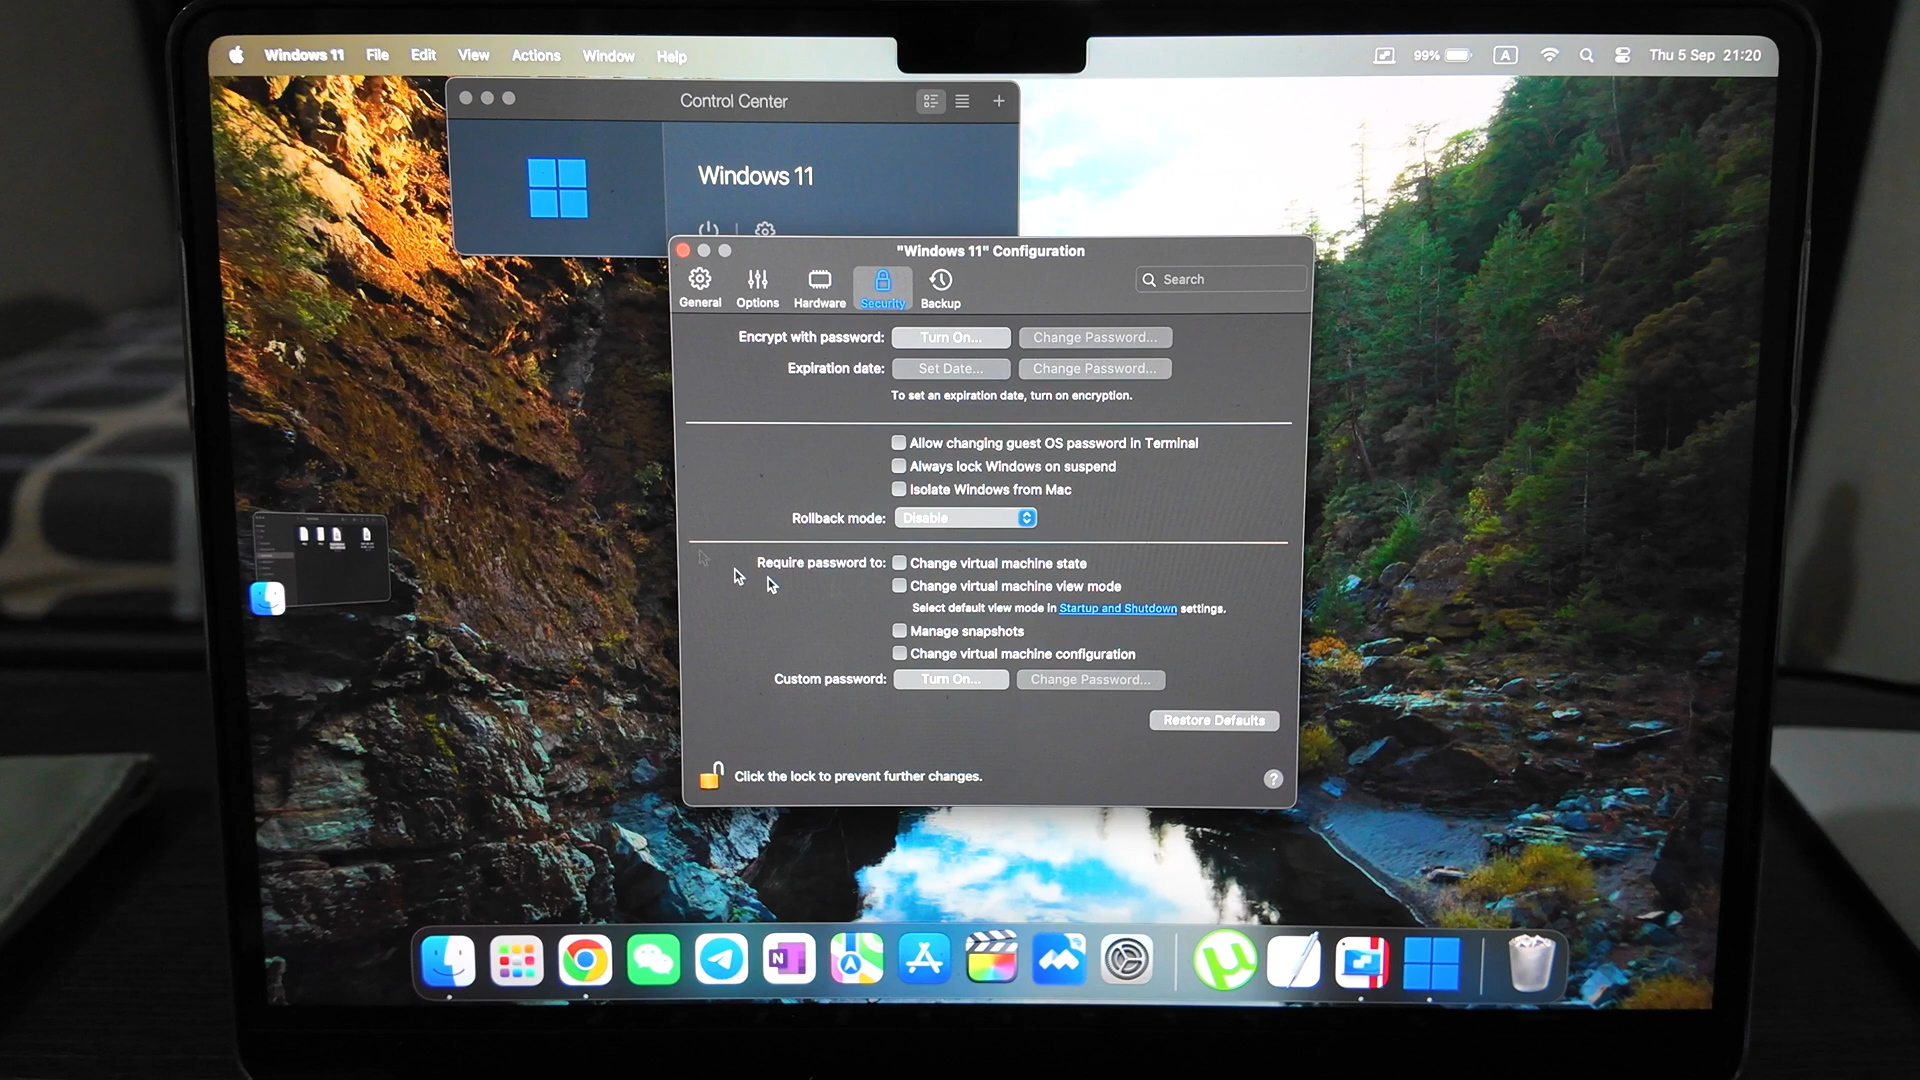 Windows 11 File Edit View Actions Window Help 99% A Thu 5 Sep 21:20
Control Center
Windows 11
"Windows 11" Configuration
General Options Hardware Security Backup Search
Encrypt with password: Turn On... Change Password...
Expiration date: Set Date... Change Password...
To set an expiration date, turn on encryption.
Allow changing guest OS password in Terminal
Always lock Windows on suspend
Isolate Windows from Mac
Rollback mode: Disable
Require password to: Change virtual machine state
Change virtual machine view mode
Select default view mode in Startup and Shutdown settings.
Manage snapshots
Change virtual machine configuration
Custom password: Turn On... Change Password...
Restore Defaults
Click the lock to prevent further changes. ?
N